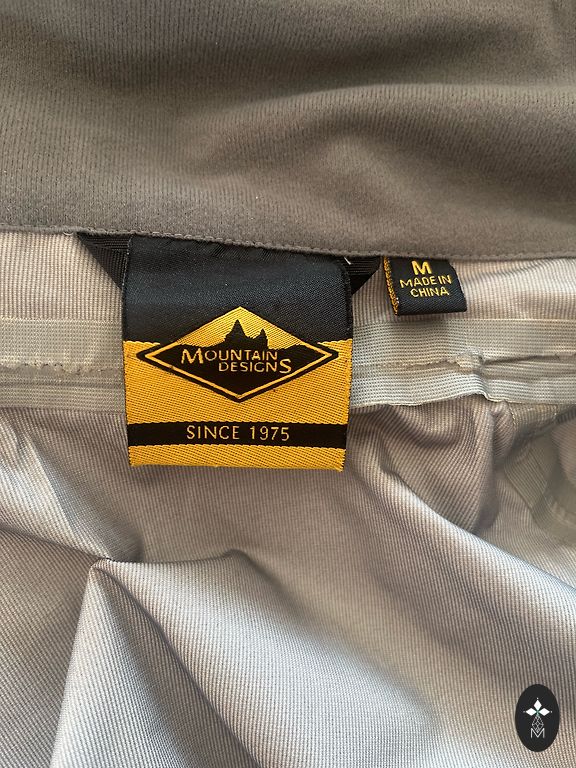 MOUNTAIN
DESIGNS
SINCE 1975
M
MADE IN
CHINA
M